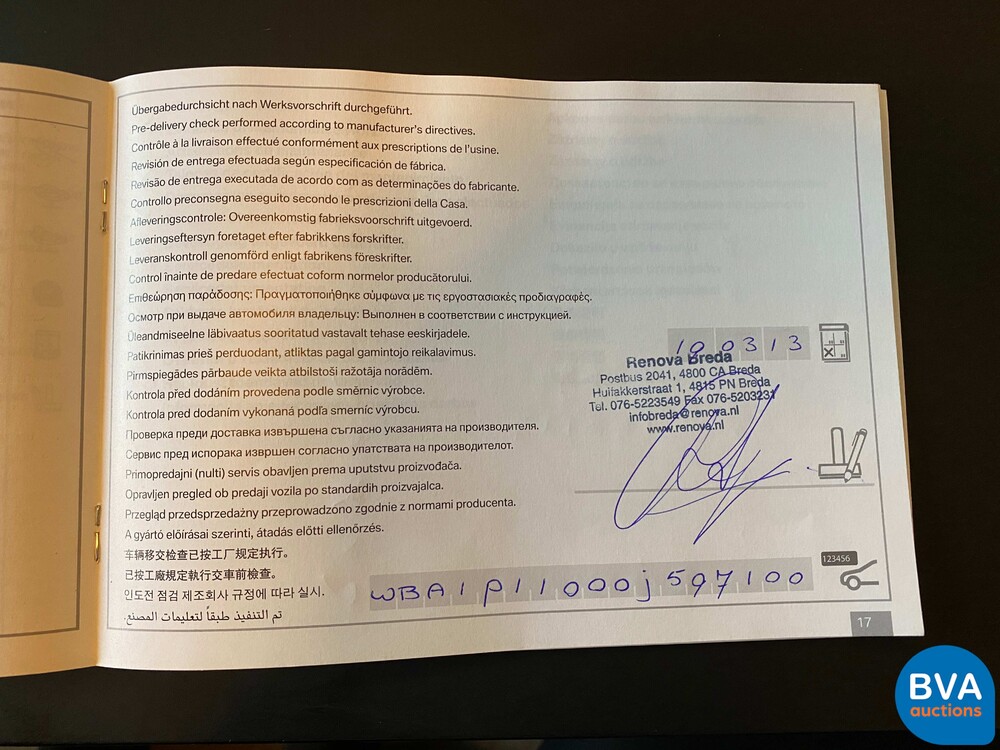 Übergabedurchsicht nach Werksvorschrift durchgeführt.
Pre-delivery check performed according to manufacturer's directives.
Contrôle à la livraison effectué conformément aux prescriptions de l'usine.
Revisión de entrega efectuada según especificación de fábrica.
Revisão de entrega executada de acordo com as determinações do fabricante.
Controllo preconsegna eseguito secondo le prescrizioni della Casa.
Afleveringscontrole: Overeenkomstig fabrieksvoorschrift uitgevoerd.
Leveringseftersyn foretaget efter fabrikkens forskrifter.
Leveranskontroll genomförd enligt fabrikens föreskrifter.
Control înainte de predare efectuat coform normelor producătorului.
Επιθεώρηση παράδοσης: Πραγματοποιήθηκε σύμφωνα με τις εργοστασιακές προδιαγραφές.
Осмотр при выдаче автомобиля владельцу: Выполнен в соответствии с инструкцией.
Üleandmiseelne läbivaatus sooritatud vastavalt tehase eeskirjadele.
Patikrinimas prieš perduodant, atliktas pagal gamintojo reikalavimus.
Pirmspiegādes pārbaude veikta atbilstoši ražotāja norādēm.
Kontrola před dodáním provedena podle směrnic výrobce.
Kontrola pred dodaním vykonaná podľa smerníc výrobcu.
Проверка преди доставка извършена съгласно указанията на производителя.
Сервис пред испорака извршен согласно упатствата на производителот.
Primopredajni (nulti) servis obavljen prema uputstvu proizvođača.
Opravljen pregled ob predaji vozila po standardih proizvajalca.
Przegląd przedsprzedażny przeprowadzono zgodnie z normami producenta.
A gyártó előírásai szerinti, átadás előtti ellenőrzés.
车辆移交检查已按工厂规定执行。
已按工廠規定執行交車前檢查。
인도전 점검 제조회사 규정에 따라 실시.
تم التنفيذ طبقاً لتعليمات المصنع.
100313
Renova Breda
Postbus 2041, 4800 CA Breda
Huifakkerstraat 1, 4815 PN Breda
Tel. 076-5223549 Fax 076-5203231
infobreda@renova.nl
www.renova.nl
123456
WBA1P11000j597100
17
BVA
auctions